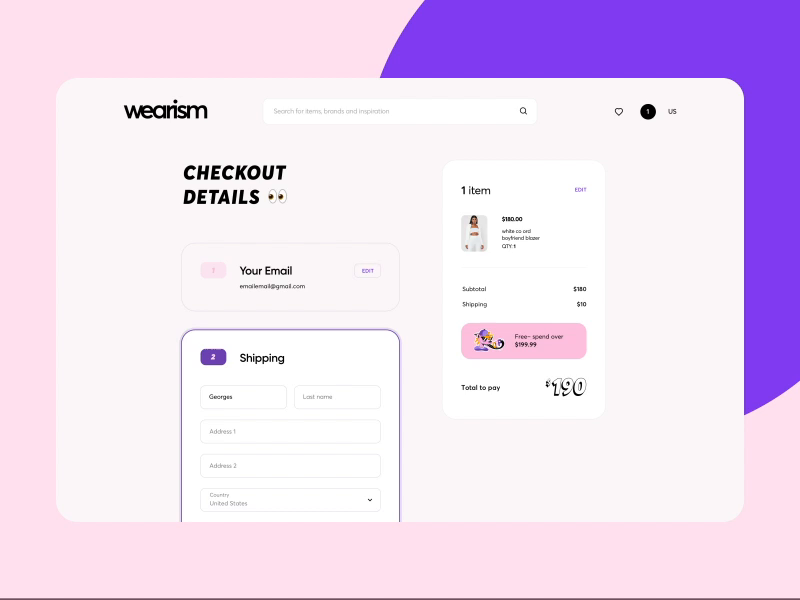 wearism
Search for items, brands and inspiration
1
US
CHECKOUT
DETAILS
1
Your Email
EDIT
emailemail@gmail.com
2
Shipping
Georges
Last name
Address 1
Address 2
Country
United States
1 item
EDIT
$180.00
white co ord
boyfriend blazer
QTY: 1
Subtotal
$180
Shipping
$10
Free- spend over
$199.99
Total to pay
$190